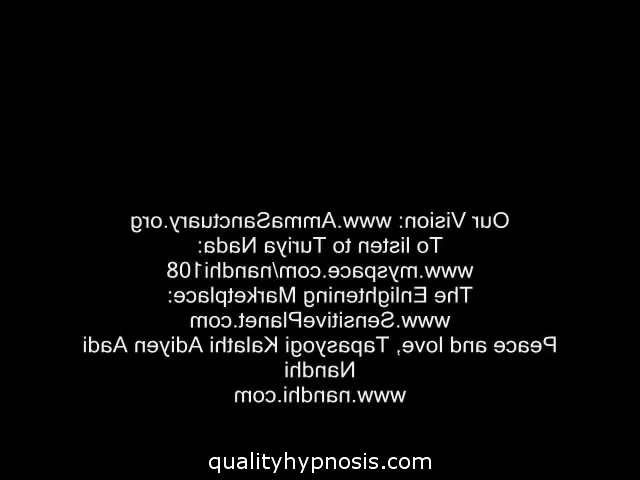 Our Vision: www.AmmaSanctuary.org
To listen to Turiya Nada:
www.myspace.com/nandhi108
The Enlightening Marketplace:
www.SensitivePlanet.com
Peace and love, Tapasyogi Kalathi Adiyen Aadi
Nandhi
www.nandhi.com
qualityhypnosis.com